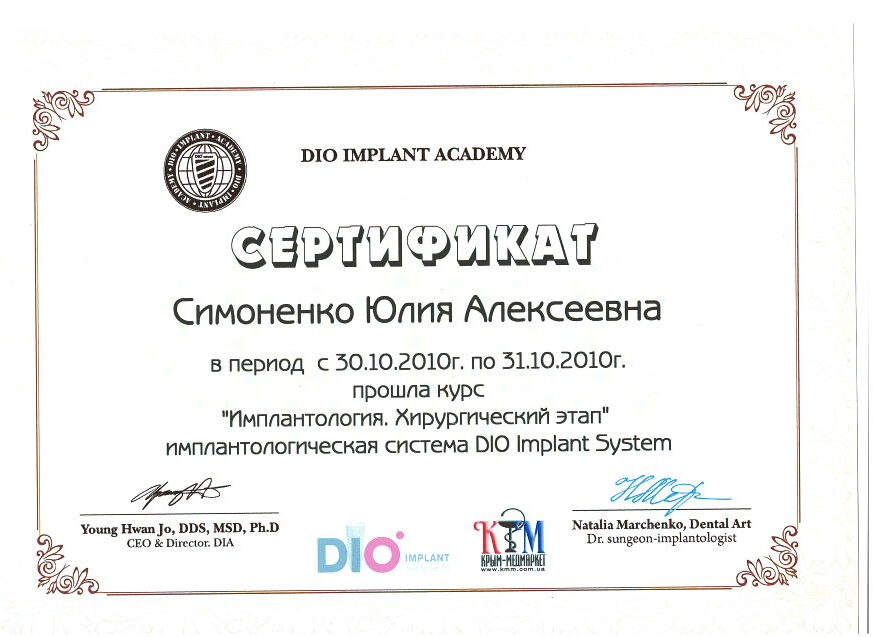 DIO IMPLANT ACADEMY
DIO IMPLANT ACADEMY
СЕРТИФИКАТ
Симоненко Юлия Алексеевна
в период с 30.10.2010г. по 31.10.2010г.
прошла курс
"Имплантология. Хирургический этап"
имплантологическая система DIO Implant System
Young Hwan Jo, DDS, MSD, Ph.D
CEO & Director. DIA
Natalia Marchenko, Dental Art
Dr. sungeon-implantologist
DIO IMPLANT
КТМ
КРЫМ-МЕДМАРКЕТ
www.kmm.com.ua